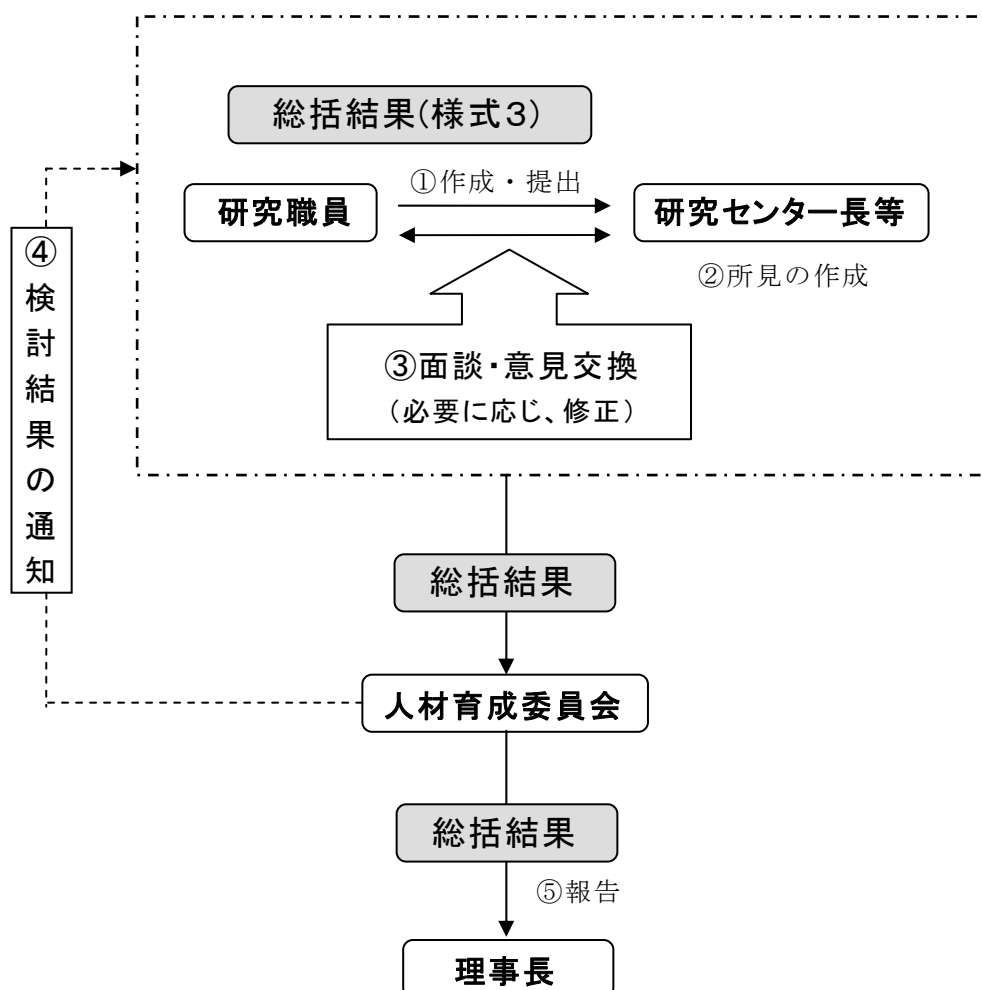 総括結果(様式3)
①作成・提出
研究職員
研究センター長等
②所見の作成
③面談・意見交換
（必要に応じ、修正）
④検討結果の通知
総括結果
人材育成委員会
総括結果
⑤報告
理事長